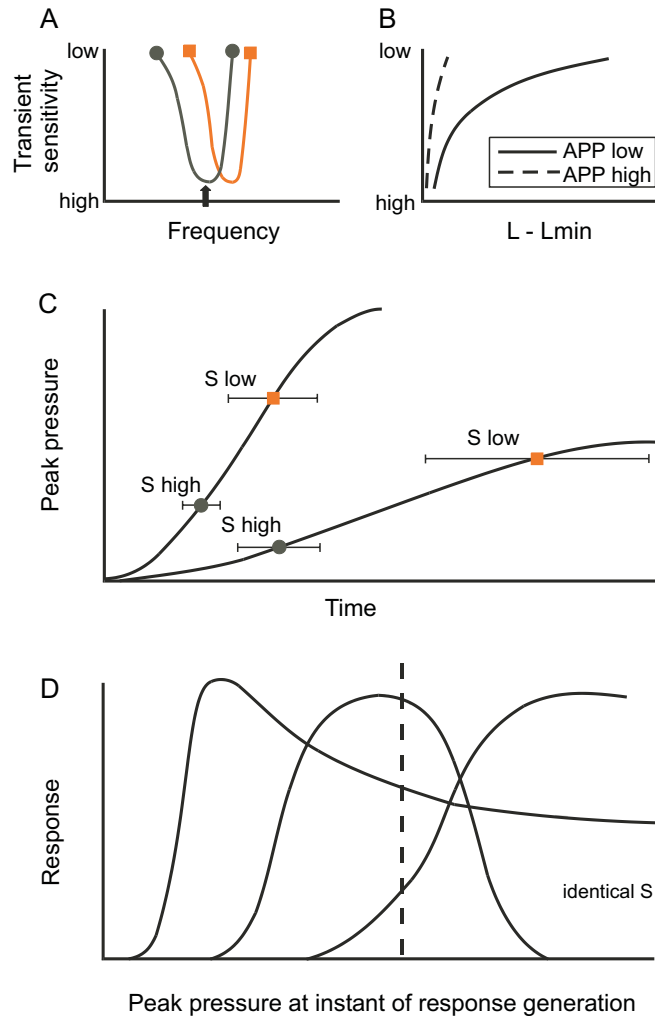 A
low
Transient
sensitivity
high
Frequency
B
low
high
APP low
APP high
L - Lmin
C
Peak pressure
S low
S low
S high
S high
Time
D
Response
identical S
Peak pressure at instant of response generation